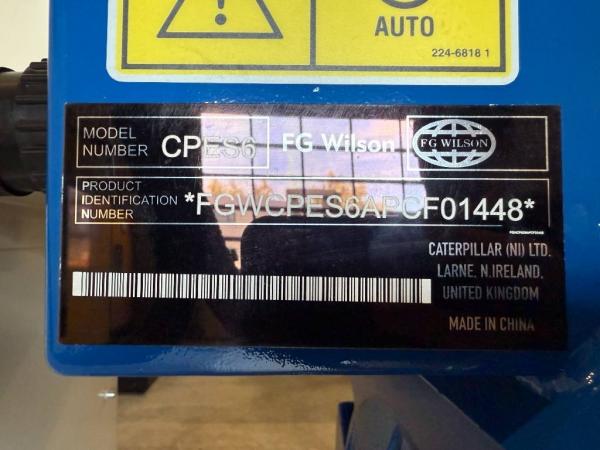 AUTO
224-6818 1
MODEL NUMBER CPES6
FG Wilson
FG WILSON
PRODUCT IDENTIFICATION NUMBER *FGWCPES6APCF01448*
CATERPILLAR (NI) LTD.
LARNE, N.IRELAND,
UNITED KINGDOM
MADE IN CHINA